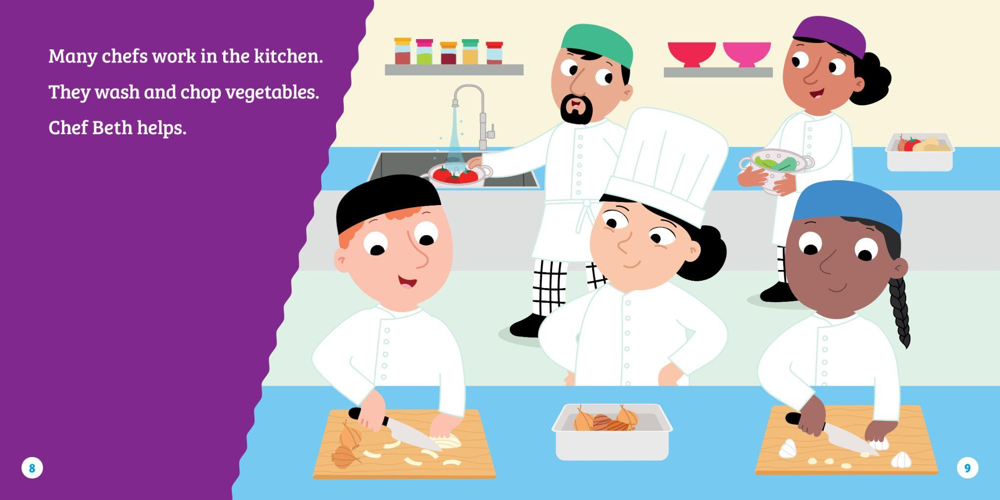 Many chefs work in the kitchen.
They wash and chop vegetables.
Chef Beth helps.
8
9